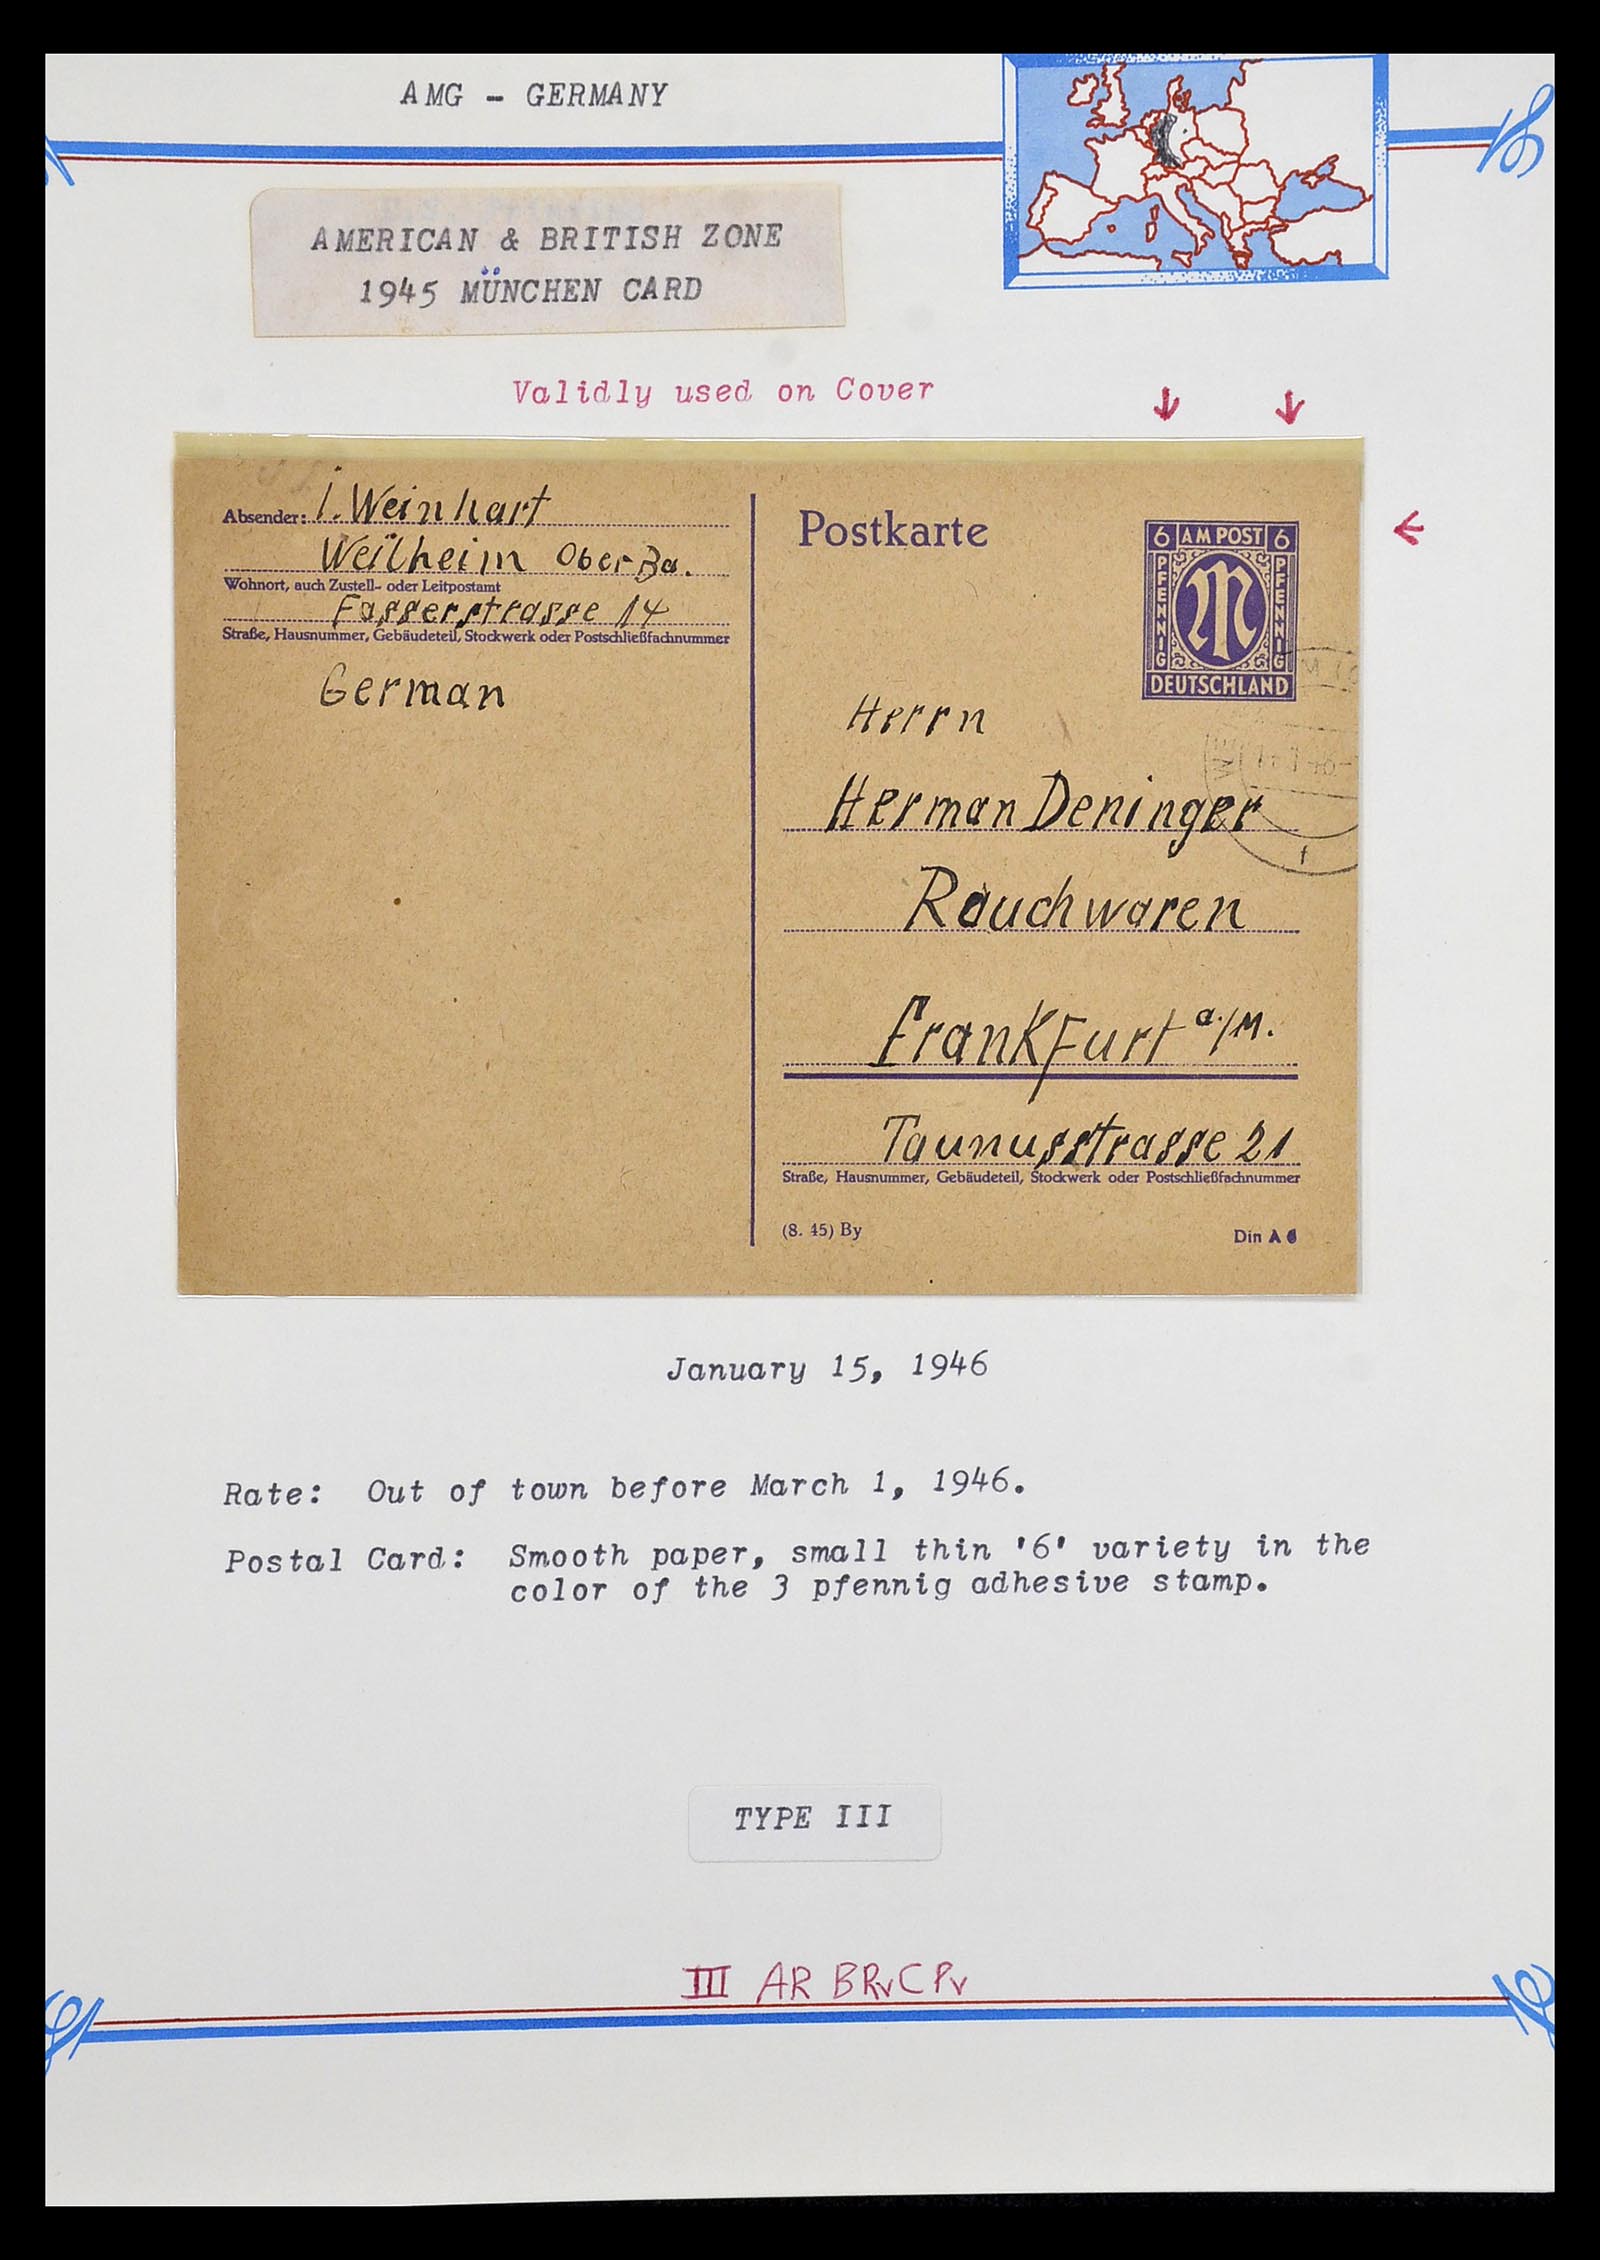 AMG - GERMANY
AMERICAN & BRITISH ZONE
1945 MÜNCHEN CARD
Validly used on Cover
Absender: I. Weinhart
Weilheim Ober-Ba.
Wohnort, auch Zustell- oder Leitpostamt
Fasserstrasse 14
Straße, Hausnummer, Gebäudeteil, Stockwerk oder Postschließfachnummer
German
Postkarte
6 AM POST 6
PFENNIG
PFENNIG
M
DEUTSCHLAND
Herrn
Herman Deninger
Rauchwaren
Frankfurt a./M.
Taunusstrasse 21
Straße, Hausnummer, Gebäudeteil, Stockwerk oder Postschließfachnummer
(8. 45) By
Din A 6
January 15, 1946
Rate: Out of town before March 1, 1946.
Postal Card: Smooth paper, small thin '6' variety in the
color of the 3 pfennig adhesive stamp.
TYPE III
III AR BRv CPv